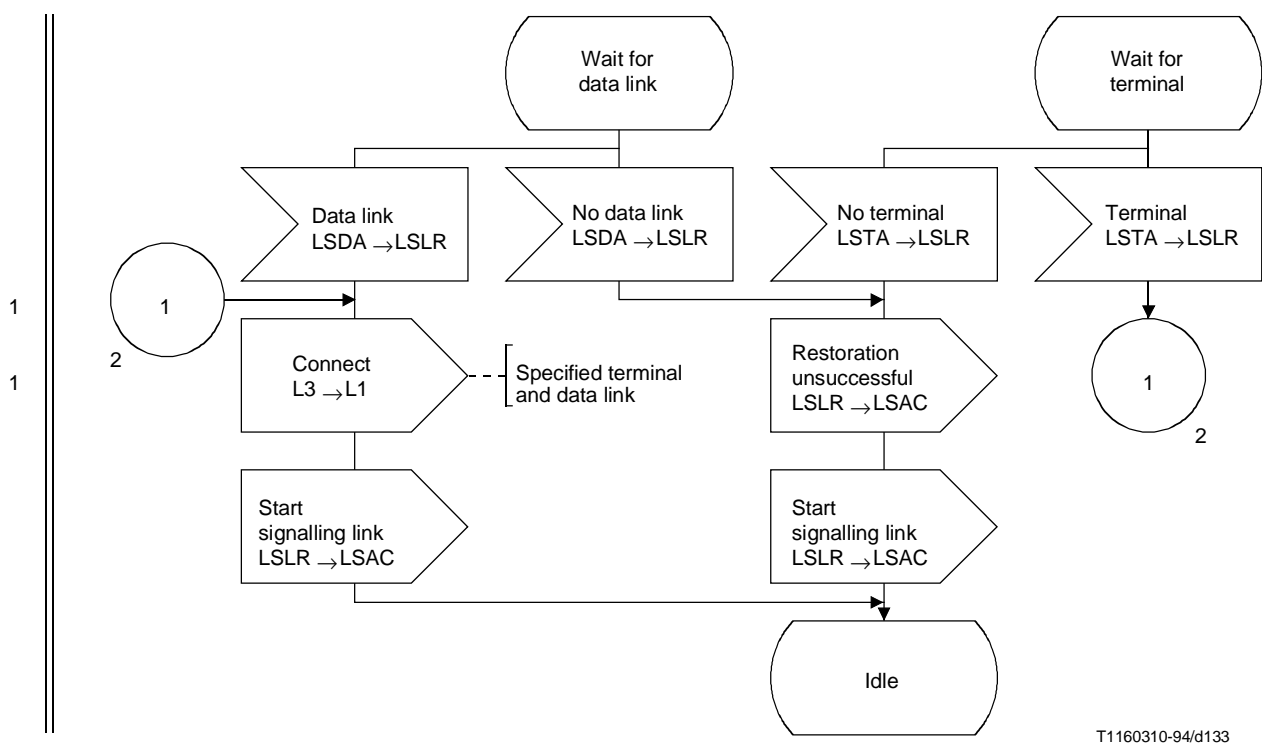 Wait for
data link
Wait for
terminal
Data link
LSDA →LSLR
No data link
LSDA →LSLR
No terminal
LSTA →LSLR
Terminal
LSTA →LSLR
1
1
2
1
Connect
L3 →L1
Specified terminal
and data link
Restoration
unsuccessful
LSLR →LSAC
1
2
Start
signalling link
LSLR →LSAC
Start
signalling link
LSLR →LSAC
Idle
T1160310-94/d133